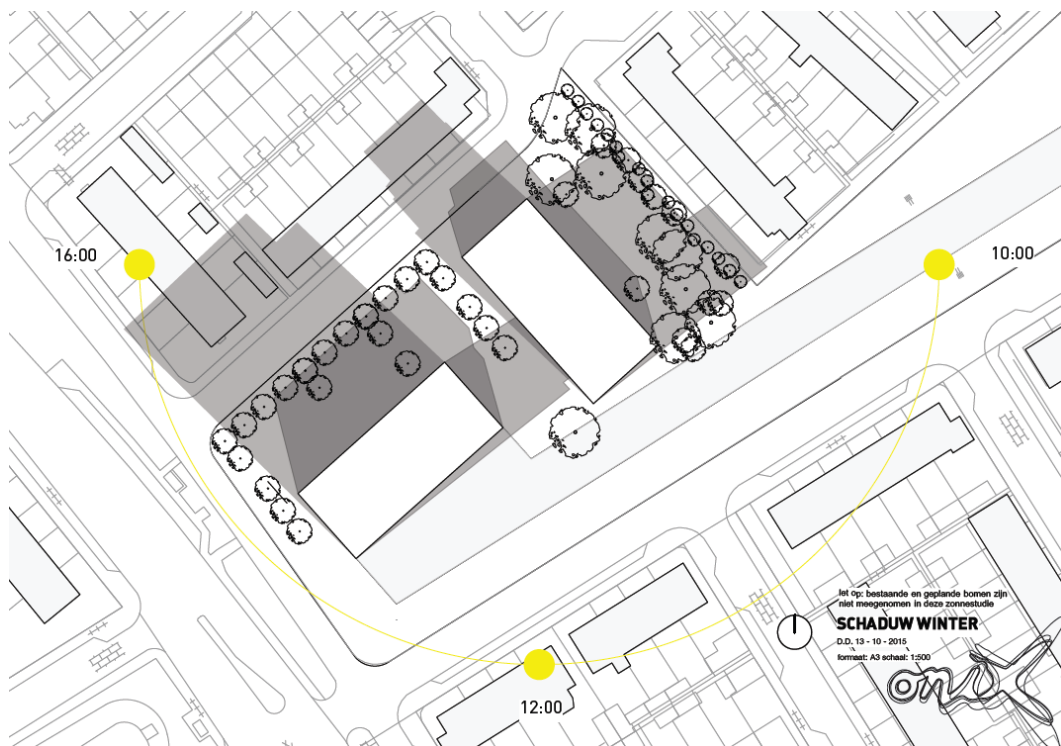 16:00
10:00
12:00
let op: bestaande en geplande bomen zijn
niet meegenomen in deze zonnestudie
SCHADUW WINTER
D.D. 13 - 10 - 2015
formaat: A3 schaal: 1:500
onix